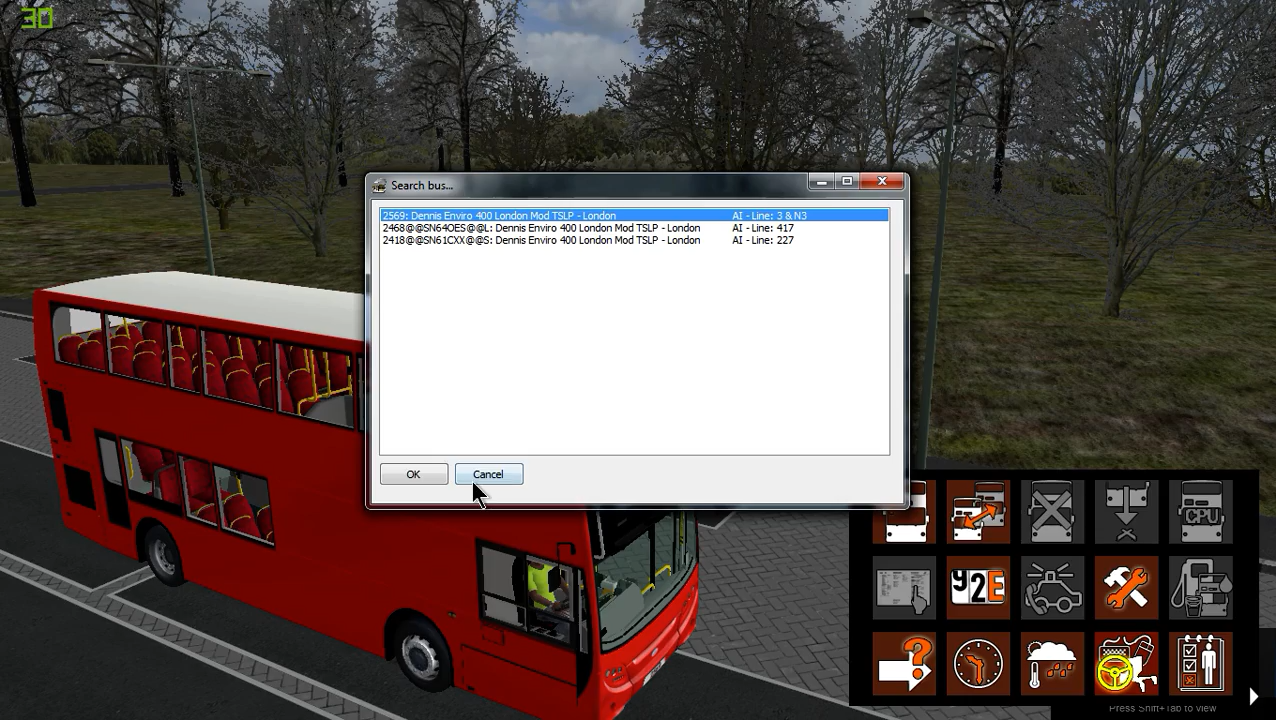 30
Search bus...
2569: Dennis Enviro 400 London Mod TSLP - London AI - Line: 3 & N3
2468@@SN64OES@@L: Dennis Enviro 400 London Mod TSLP - London AI - Line: 417
2418@@SN61CXX@@S: Dennis Enviro 400 London Mod TSLP - London AI - Line: 227
OK Cancel
CPU
92E
?
Press Shift+Tab to view